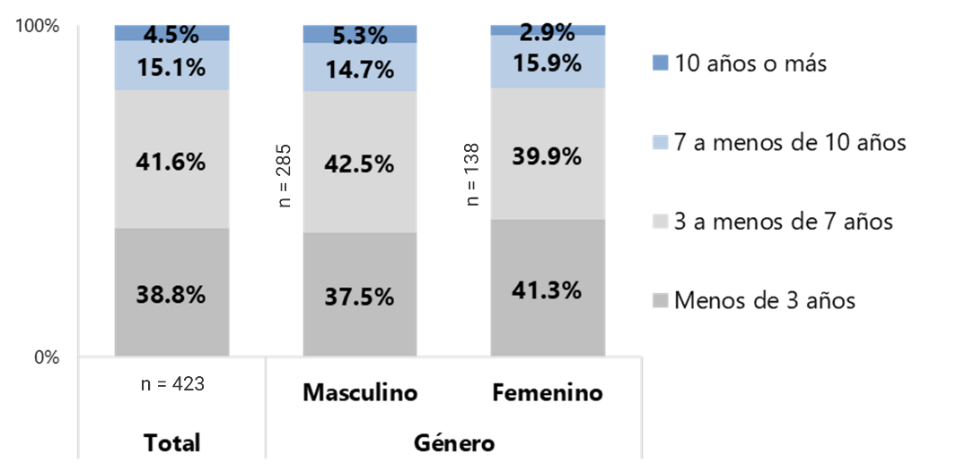 100%
4.5%
5.3%
2.9%
10 años o más
15.1%
14.7%
15.9%
7 a menos de 10 años
41.6%
n = 285
42.5%
n = 138
39.9%
3 a menos de 7 años
38.8%
37.5%
41.3%
Menos de 3 años
0%
n = 423
Masculino
Femenino
Total
Género